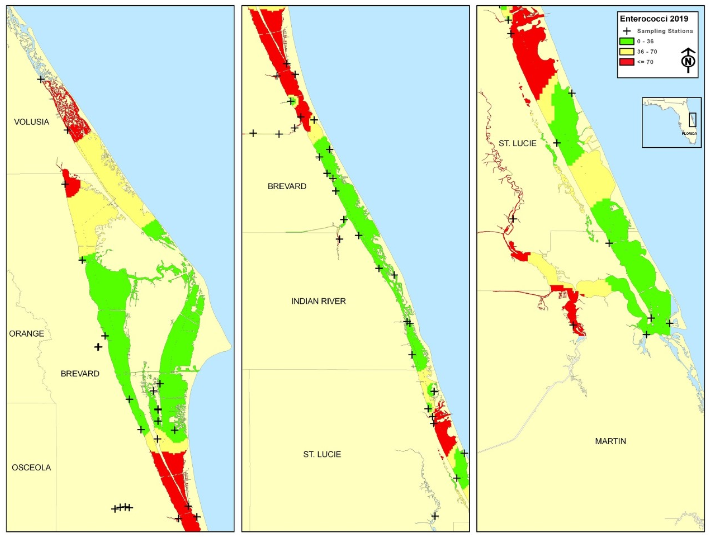 VOLUSIA
ORANGE
BREVARD
OSCEOLA
BREVARD
INDIAN RIVER
ST. LUCIE
Enterococci 2019
Sampling Stations
0 - 36
36 - 70
<= 70
N
FLORIDA
ST. LUCIE
MARTIN